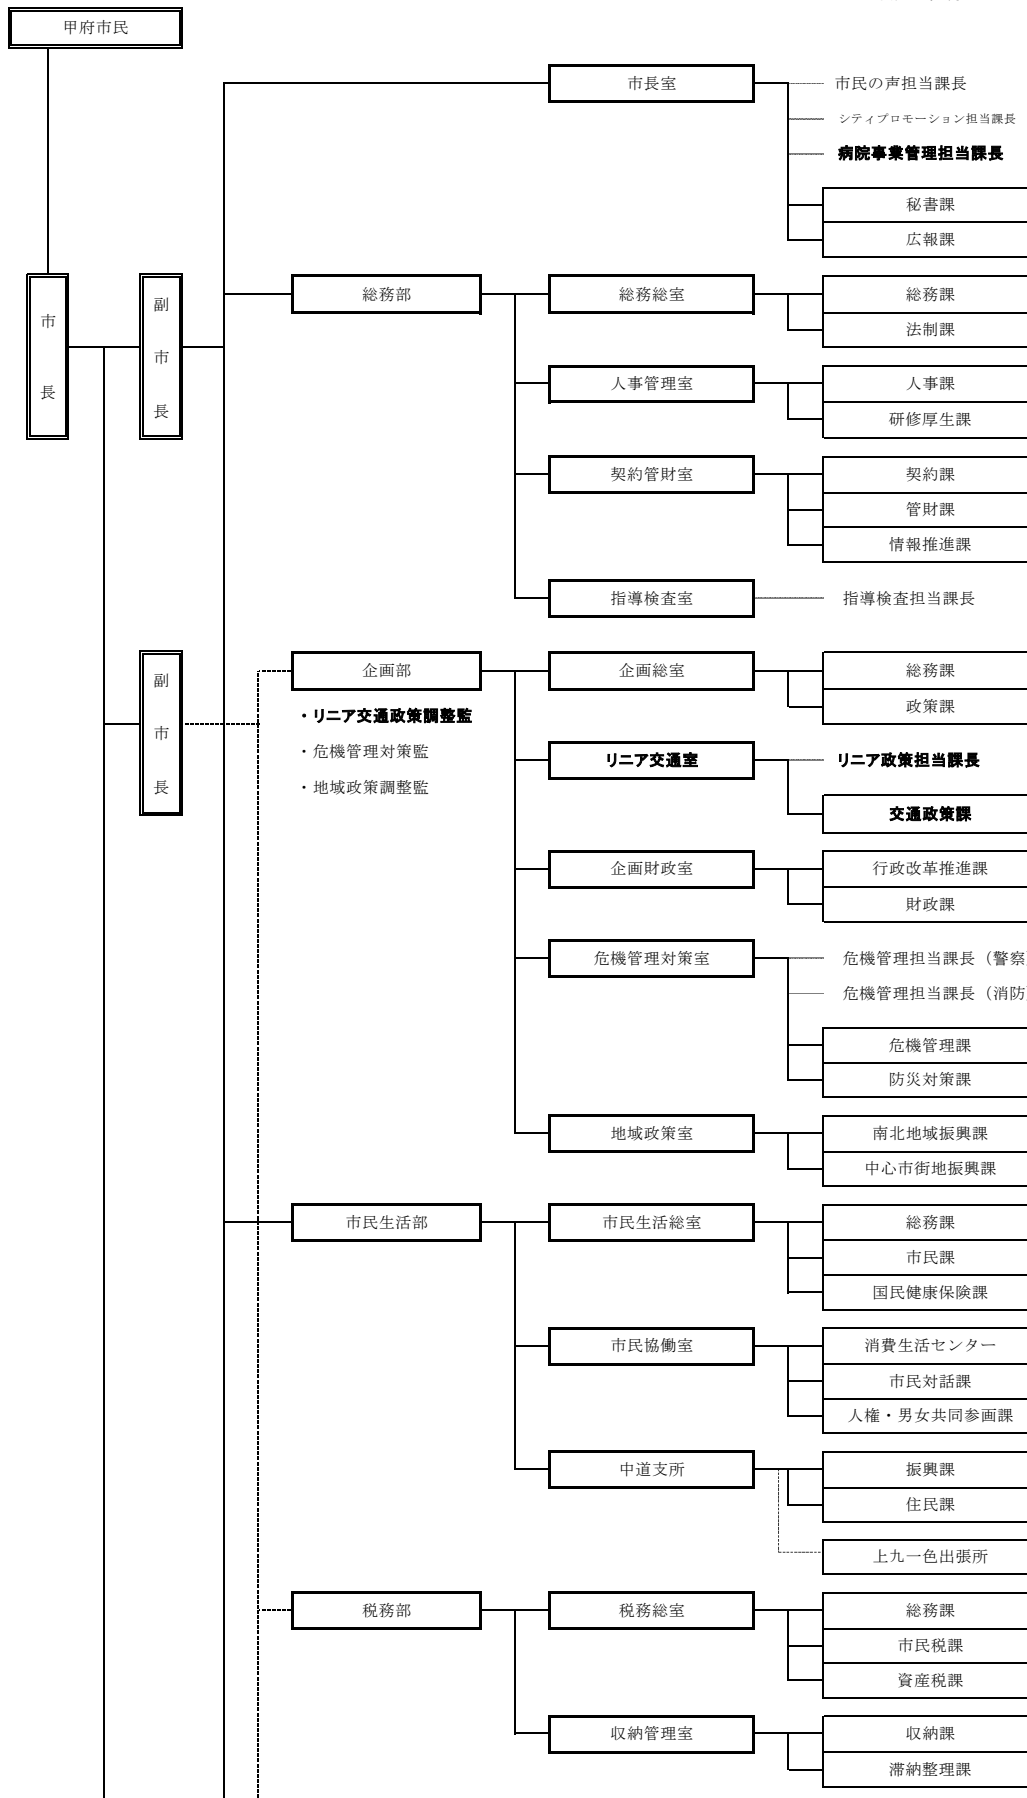 甲府市民
市長
副市長
副市長
市長室
市民の声担当課長
シティプロモーション担当課長
病院事業管理担当課長
秘書課
広報課
総務部
総務総室
総務課
法制課
人事管理室
人事課
研修厚生課
契約管財室
契約課
管財課
情報推進課
指導検査室
指導検査担当課長
企画部
・リニア交通政策調整監
・危機管理対策監
・地域政策調整監
企画総室
総務課
政策課
リニア交通室
リニア政策担当課長
交通政策課
企画財政室
行政改革推進課
財政課
危機管理対策室
危機管理担当課長（警察）
危機管理担当課長（消防）
危機管理課
防災対策課
地域政策室
南北地域振興課
中心市街地振興課
市民生活部
市民生活総室
総務課
市民課
国民健康保険課
市民協働室
消費生活センター
市民対話課
人権・男女共同参画課
中道支所
振興課
住民課
上九一色出張所
税務部
税務総室
総務課
市民税課
資産税課
収納管理室
収納課
滞納整理課